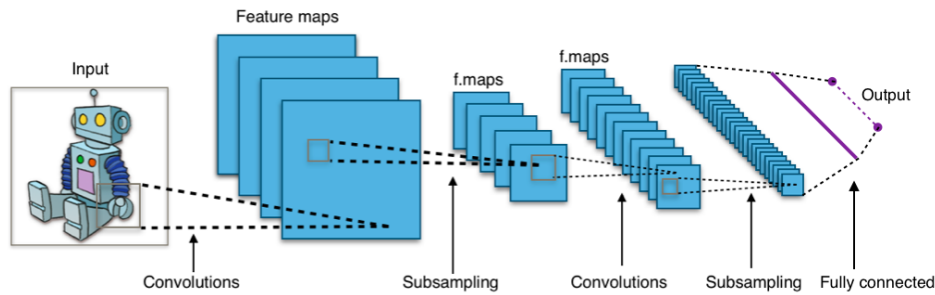 Feature maps
Input
f.maps
f.maps
Output
Convolutions
Subsampling
Convolutions
Subsampling
Fully connected